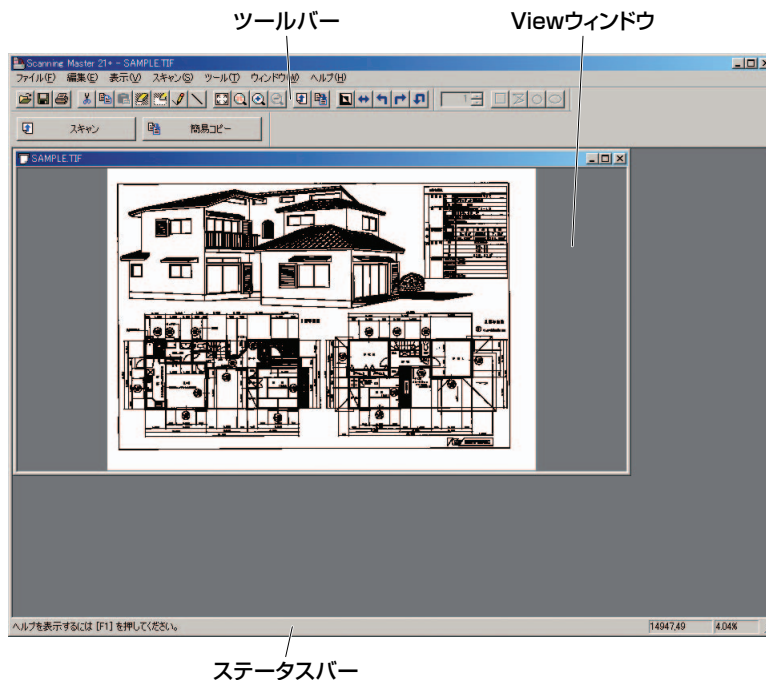 ツールバー
Viewウィンドウ
Scanning Master 21+ - SAMPLE.TIF
ファイル(F) 編集(E) 表示(V) スキャン(S) ツール(T) ウィンドウ(W) ヘルプ(H)
1
スキャン 簡易コピー
SAMPLE.TIF
ヘルプを表示するには [F1] を押してください。
14947,49 4.04%
ステータスバー